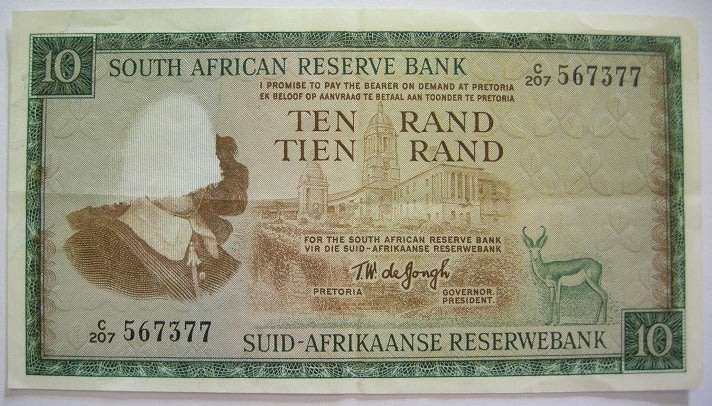 10
SOUTH AFRICAN RESERVE BANK
C/207 567377
I PROMISE TO PAY THE BEARER ON DEMAND AT PRETORIA
EK BELOOF OP AANVRAAG TE BETAAL AAN TOONDER TE PRETORIA
TEN RAND
TIEN RAND
FOR THE SOUTH AFRICAN RESERVE BANK
VIR DIE SUID-AFRIKAANSE RESERWEBANK
T.W. de Jongh
PRETORIA
GOVERNOR.
PRESIDENT.
C/207 567377
SUID-AFRIKAANSE RESERWEBANK
10